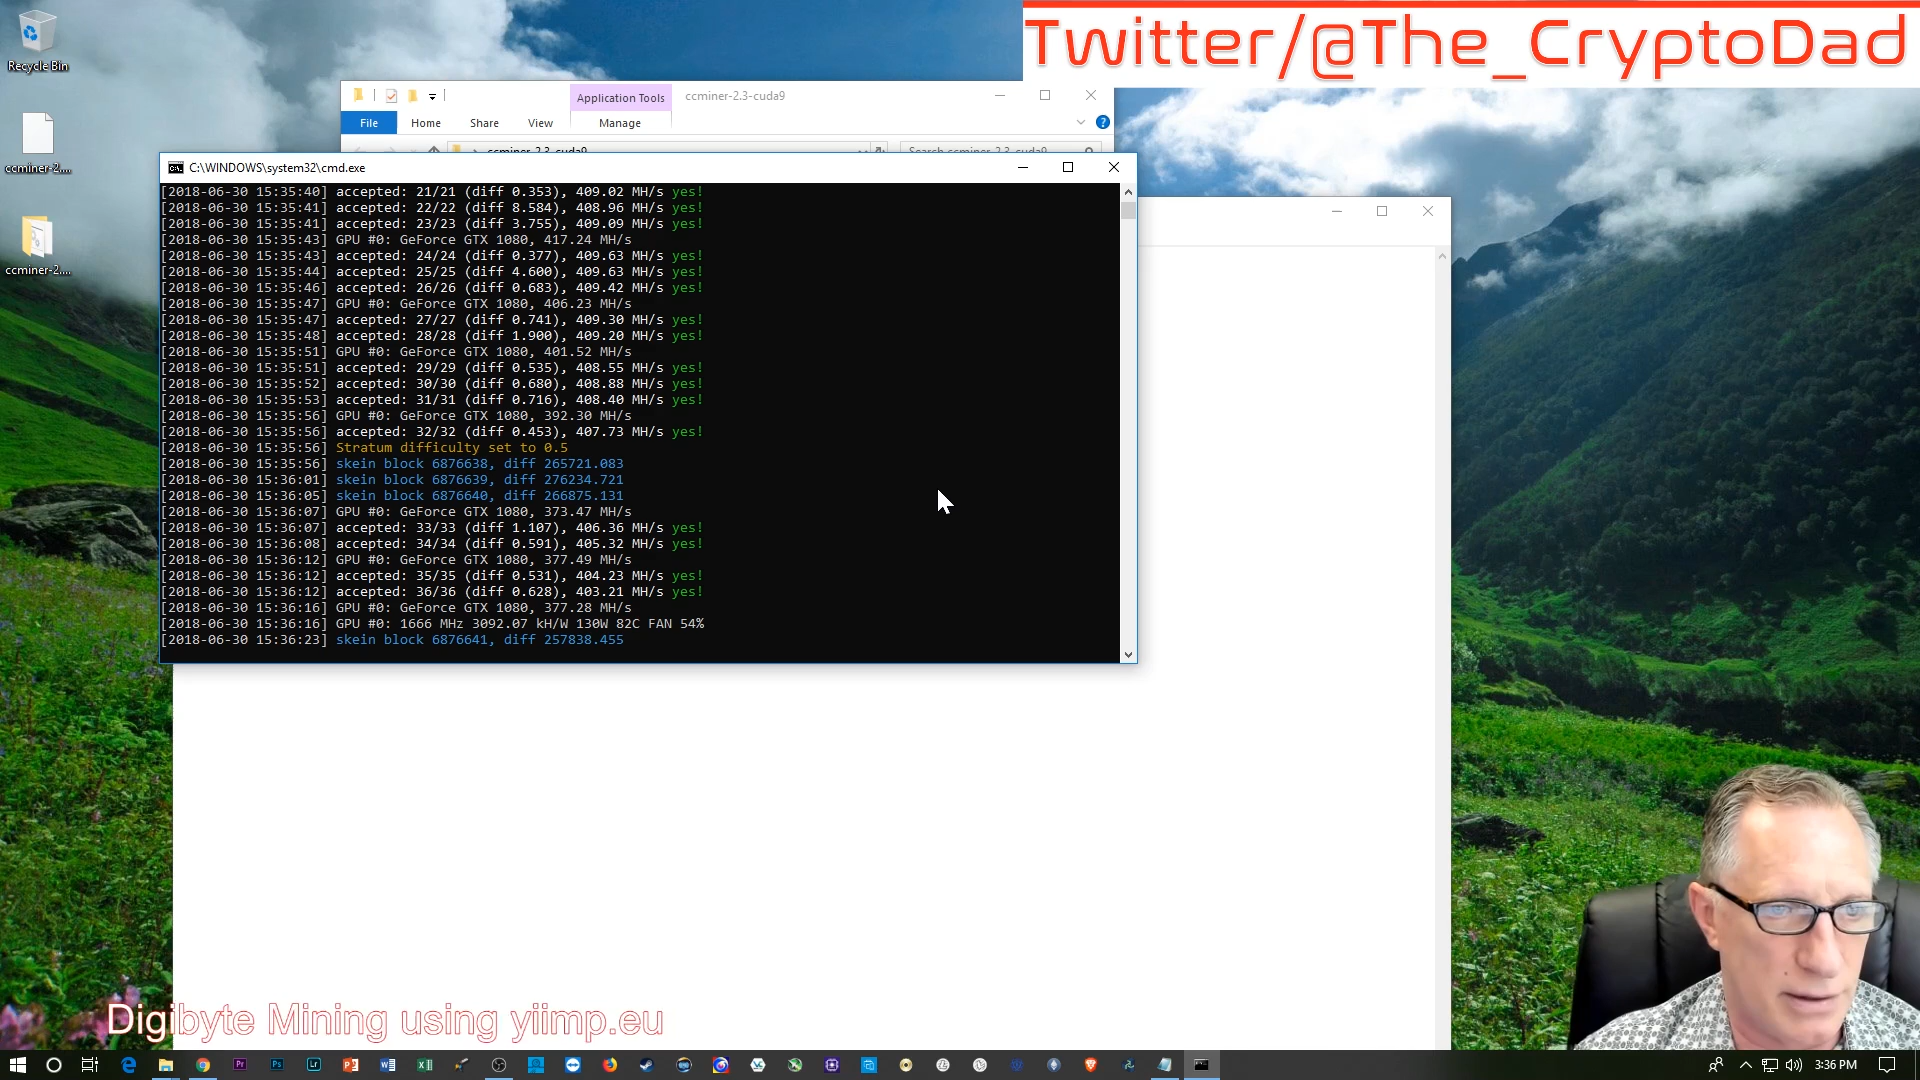 Twitter/@The_CryptoDad
Recycle Bin
ccminer-2....
ccminer-2....
Application Tools
ccminer-2.3-cuda9
File
Home
Share
View
Manage
ccminer-2.3-cuda9
Search ccminer-2.3-cuda9
C:\WINDOWS\system32\cmd.exe
[2018-06-30 15:35:40] accepted: 21/21 (diff 0.353), 409.02 MH/s yes!
[2018-06-30 15:35:41] accepted: 22/22 (diff 8.584), 408.96 MH/s yes!
[2018-06-30 15:35:41] accepted: 23/23 (diff 3.755), 409.09 MH/s yes!
[2018-06-30 15:35:43] GPU #0: GeForce GTX 1080, 417.24 MH/s
[2018-06-30 15:35:43] accepted: 24/24 (diff 0.377), 409.63 MH/s yes!
[2018-06-30 15:35:44] accepted: 25/25 (diff 4.600), 409.63 MH/s yes!
[2018-06-30 15:35:46] accepted: 26/26 (diff 0.683), 409.42 MH/s yes!
[2018-06-30 15:35:47] GPU #0: GeForce GTX 1080, 406.23 MH/s
[2018-06-30 15:35:47] accepted: 27/27 (diff 0.741), 409.30 MH/s yes!
[2018-06-30 15:35:48] accepted: 28/28 (diff 1.900), 409.20 MH/s yes!
[2018-06-30 15:35:51] GPU #0: GeForce GTX 1080, 401.52 MH/s
[2018-06-30 15:35:51] accepted: 29/29 (diff 0.535), 408.55 MH/s yes!
[2018-06-30 15:35:52] accepted: 30/30 (diff 0.680), 408.88 MH/s yes!
[2018-06-30 15:35:53] accepted: 31/31 (diff 0.716), 408.40 MH/s yes!
[2018-06-30 15:35:56] GPU #0: GeForce GTX 1080, 392.30 MH/s
[2018-06-30 15:35:56] accepted: 32/32 (diff 0.453), 407.73 MH/s yes!
[2018-06-30 15:35:56] Stratum difficulty set to 0.5
[2018-06-30 15:35:56] skein block 6876638, diff 265721.083
[2018-06-30 15:36:01] skein block 6876639, diff 276234.721
[2018-06-30 15:36:05] skein block 6876640, diff 266875.131
[2018-06-30 15:36:07] GPU #0: GeForce GTX 1080, 373.47 MH/s
[2018-06-30 15:36:07] accepted: 33/33 (diff 1.107), 406.36 MH/s yes!
[2018-06-30 15:36:08] accepted: 34/34 (diff 0.591), 405.32 MH/s yes!
[2018-06-30 15:36:12] GPU #0: GeForce GTX 1080, 377.49 MH/s
[2018-06-30 15:36:12] accepted: 35/35 (diff 0.531), 404.23 MH/s yes!
[2018-06-30 15:36:12] accepted: 36/36 (diff 0.628), 403.21 MH/s yes!
[2018-06-30 15:36:16] GPU #0: GeForce GTX 1080, 377.28 MH/s
[2018-06-30 15:36:16] GPU #0: 1666 MHz 3092.07 kH/W 130W 82C FAN 54%
[2018-06-30 15:36:23] skein block 6876641, diff 257838.455
Digibyte Mining using yiimp.eu
3:36 PM